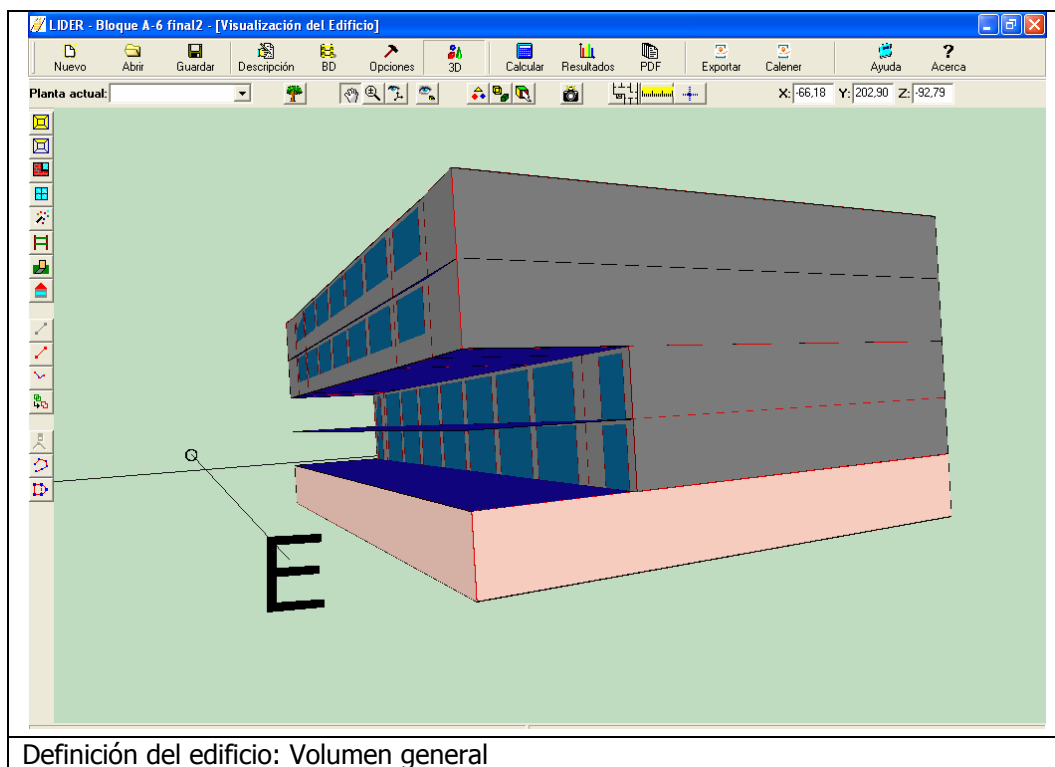 LIDER - Bloque A-6 final2 - [Visualización del Edificio]
Nuevo Abrir Guardar Descripción BD Opciones 3D Calcular Resultados PDF Exportar Calener Ayuda Acerca
Planta actual: X: -66,18 Y: 202,90 Z: -92,79
E
Definición del edificio: Volumen general